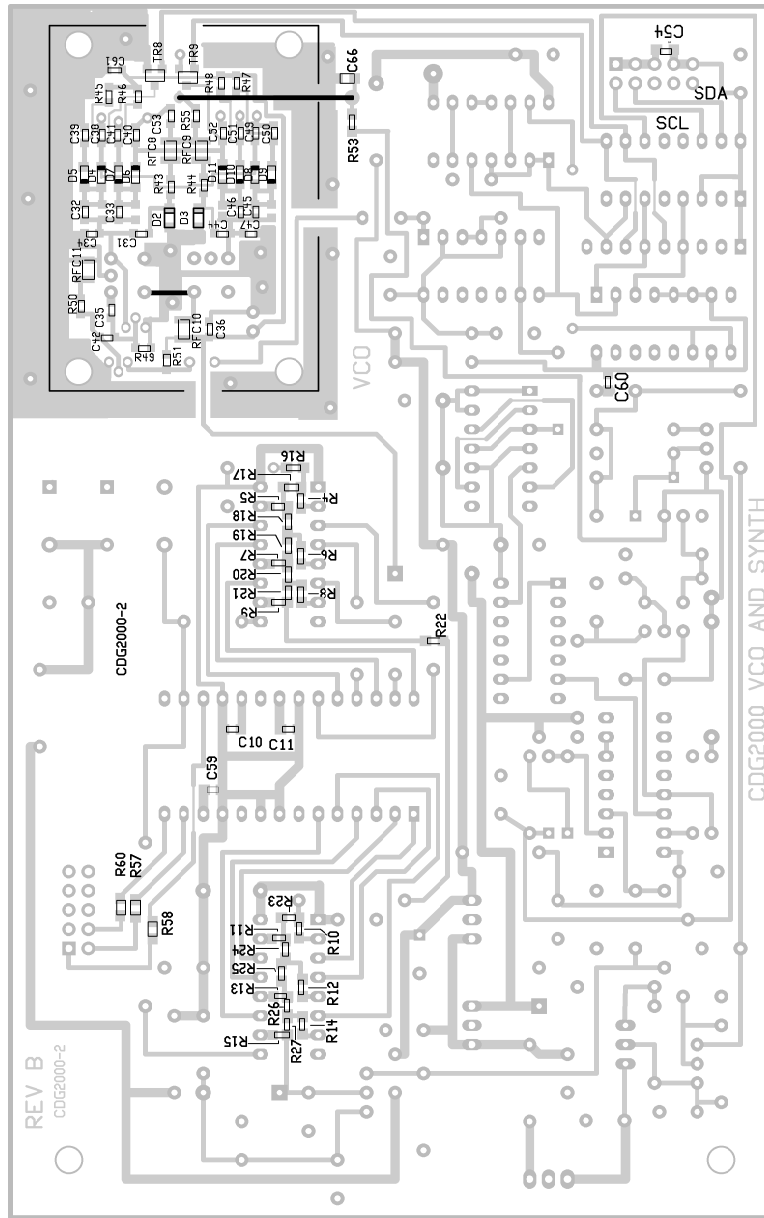 C54
SDA
SCL
C61
TR8
TR9
C66
R45
R46
R48
R47
C39
C30
C41
C40
C53
R55
C52
C51
C49
C50
R53
RFC8
RFC9
D5
D4
D7
D6
D11
D10
D8
D9
R43
R44
C32
C33
D2
D3
C46
C45
C34
C31
C44
C47
RFC11
R50
C35
RFC10
C36
C42
R49
R51
VCO
C60
R16
R17
R5
R4
R18
R19
R7
R6
R20
R21
R8
R9
R22
CDG2000-2
CDG2000 VCO AND SYNTH
C10
C11
C59
R60
R57
R58
R23
R11
R10
R24
R25
R13
R12
R26
R14
R15
R27
REV B
CDG2000-2